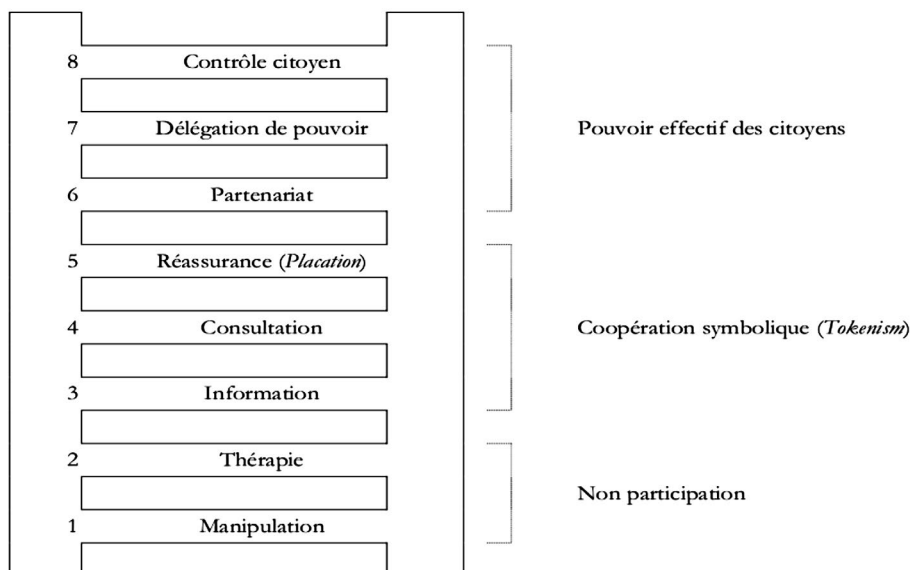 8 Contrôle citoyen
7 Délégation de pouvoir
Pouvoir effectif des citoyens
6 Partenariat
5 Réassurance (Placation)
4 Consultation
Coopération symbolique (Tokenism)
3 Information
2 Thérapie
Non participation
1 Manipulation